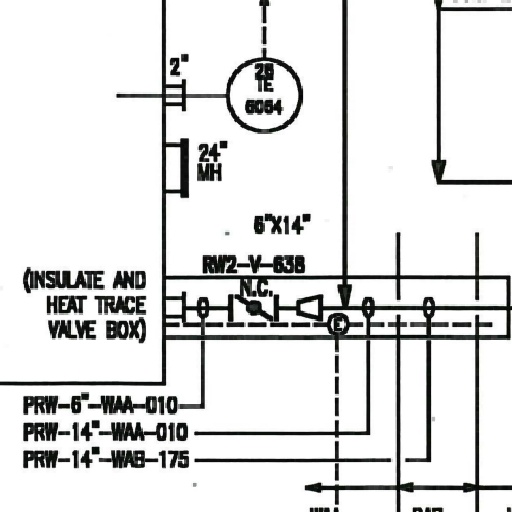 2"
26
TE
6064
24"
MH
6"X14"
RW2-V-638
N.C.
(INSULATE AND
HEAT TRACE
VALVE BOX)
E
PRW-6"-WAA-010
PRW-14"-WAA-010
PRW-14"-WAB-175